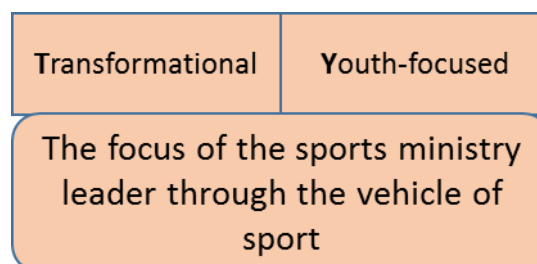 Transformational Youth-focused
The focus of the sports ministry
leader through the vehicle of
sport